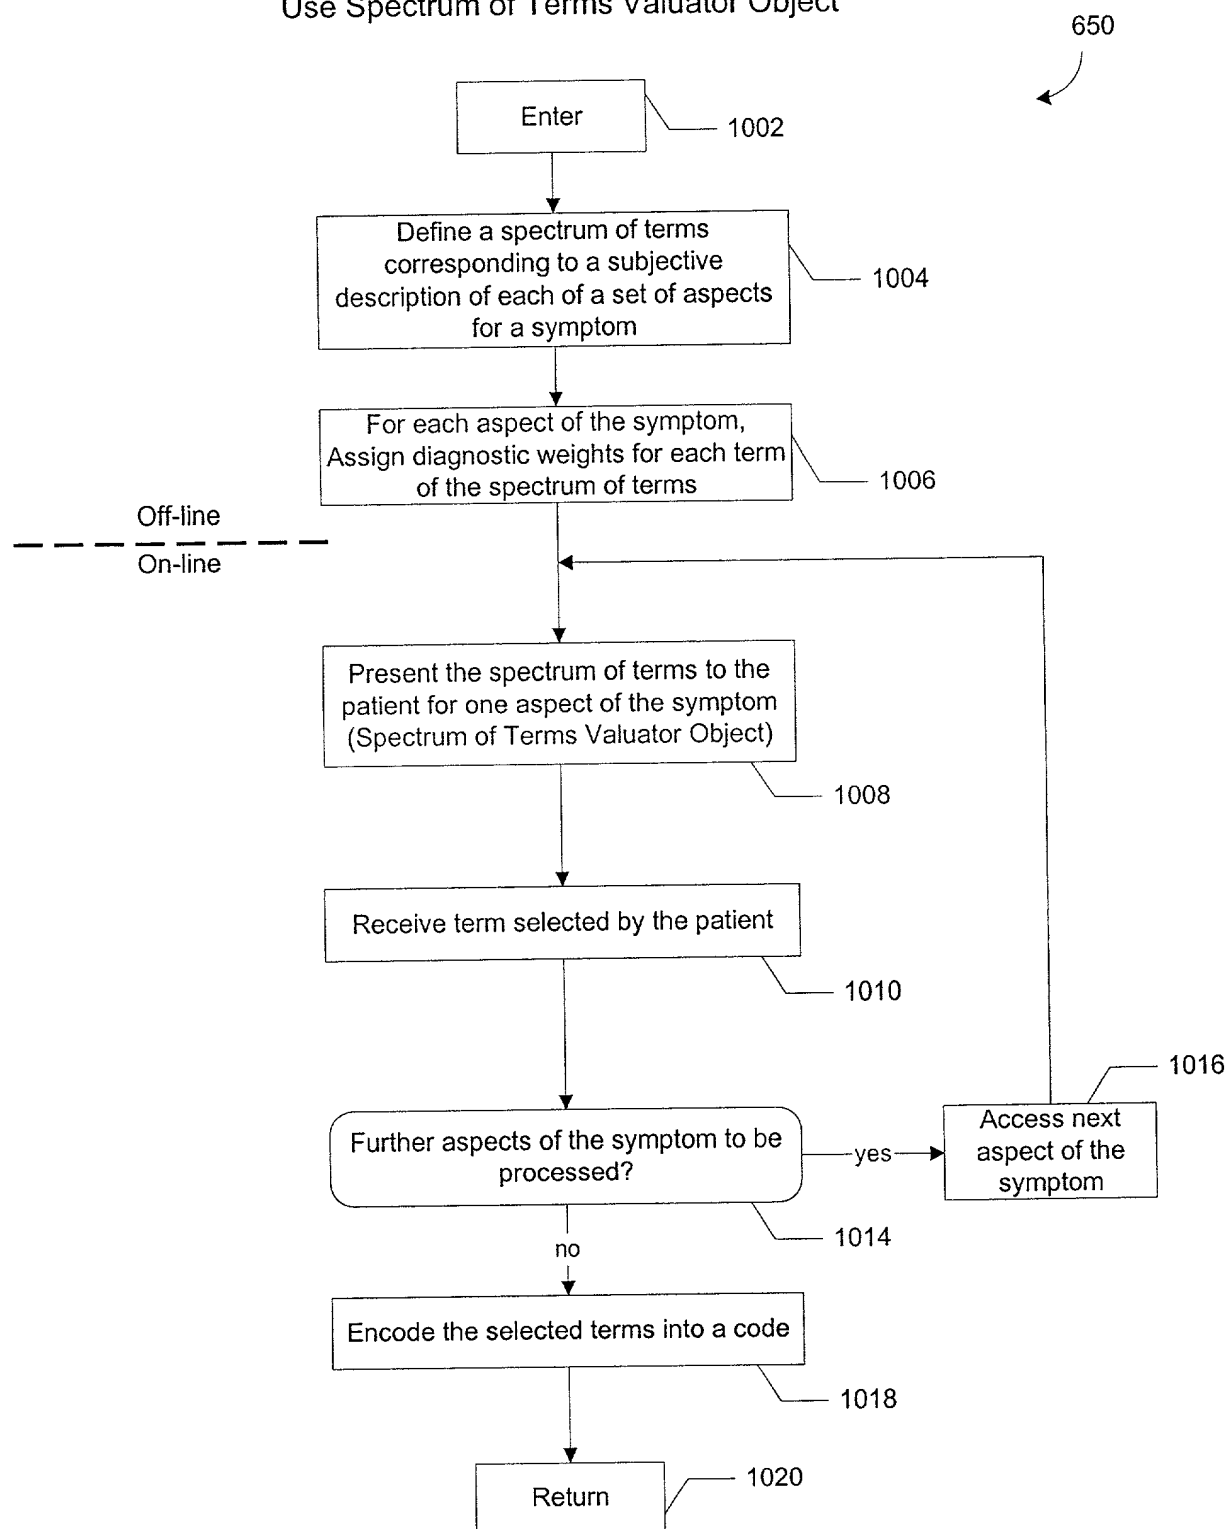 Use Spectrum of Terms Valuator Object
650
Enter
1002
Define a spectrum of terms
corresponding to a subjective
description of each of a set of aspects
for a symptom
1004
For each aspect of the symptom,
Assign diagnostic weights for each term
of the spectrum of terms
1006
Off-line
On-line
Present the spectrum of terms to the
patient for one aspect of the symptom
(Spectrum of Terms Valuator Object)
1008
Receive term selected by the patient
1010
Further aspects of the symptom to be
processed?
1014
yes
Access next
aspect of the
symptom
1016
no
Encode the selected terms into a code
1018
Return
1020